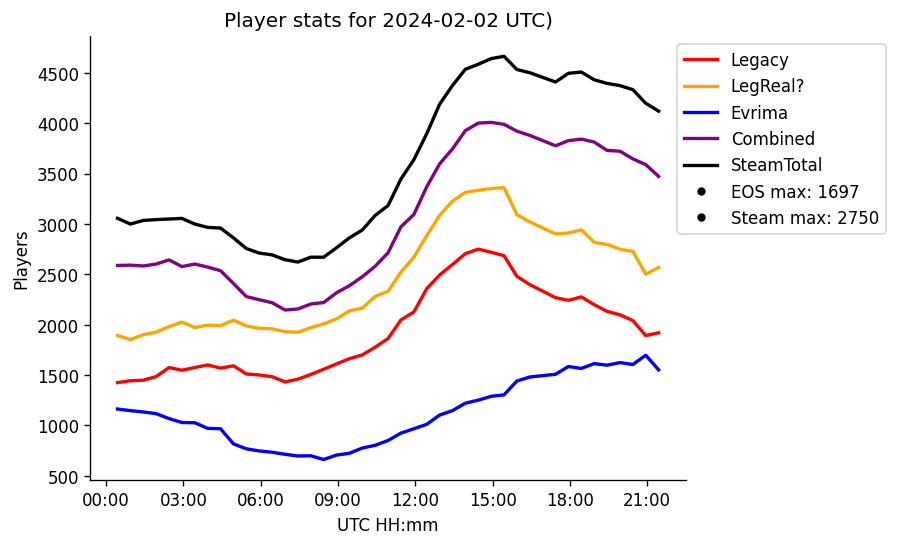 Player stats for 2024-02-02 UTC)
Players
4500
4000
3500
3000
2500
2000
1500
1000
500
00:00 03:00 06:00 09:00 12:00 15:00 18:00 21:00
UTC HH:mm
Legacy
LegReal?
Evrima
Combined
SteamTotal
EOS max: 1697
Steam max: 2750